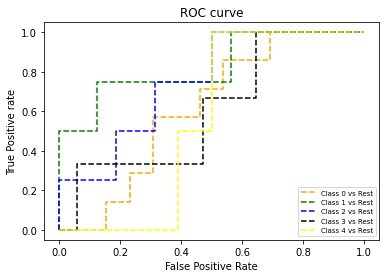 ROC curve
True Positive rate
1.0
0.8
0.6
0.4
0.2
0.0
Class 0 vs Rest
Class 1 vs Rest
Class 2 vs Rest
Class 3 vs Rest
Class 4 vs Rest
0.0 0.2 0.4 0.6 0.8 1.0
False Positive Rate